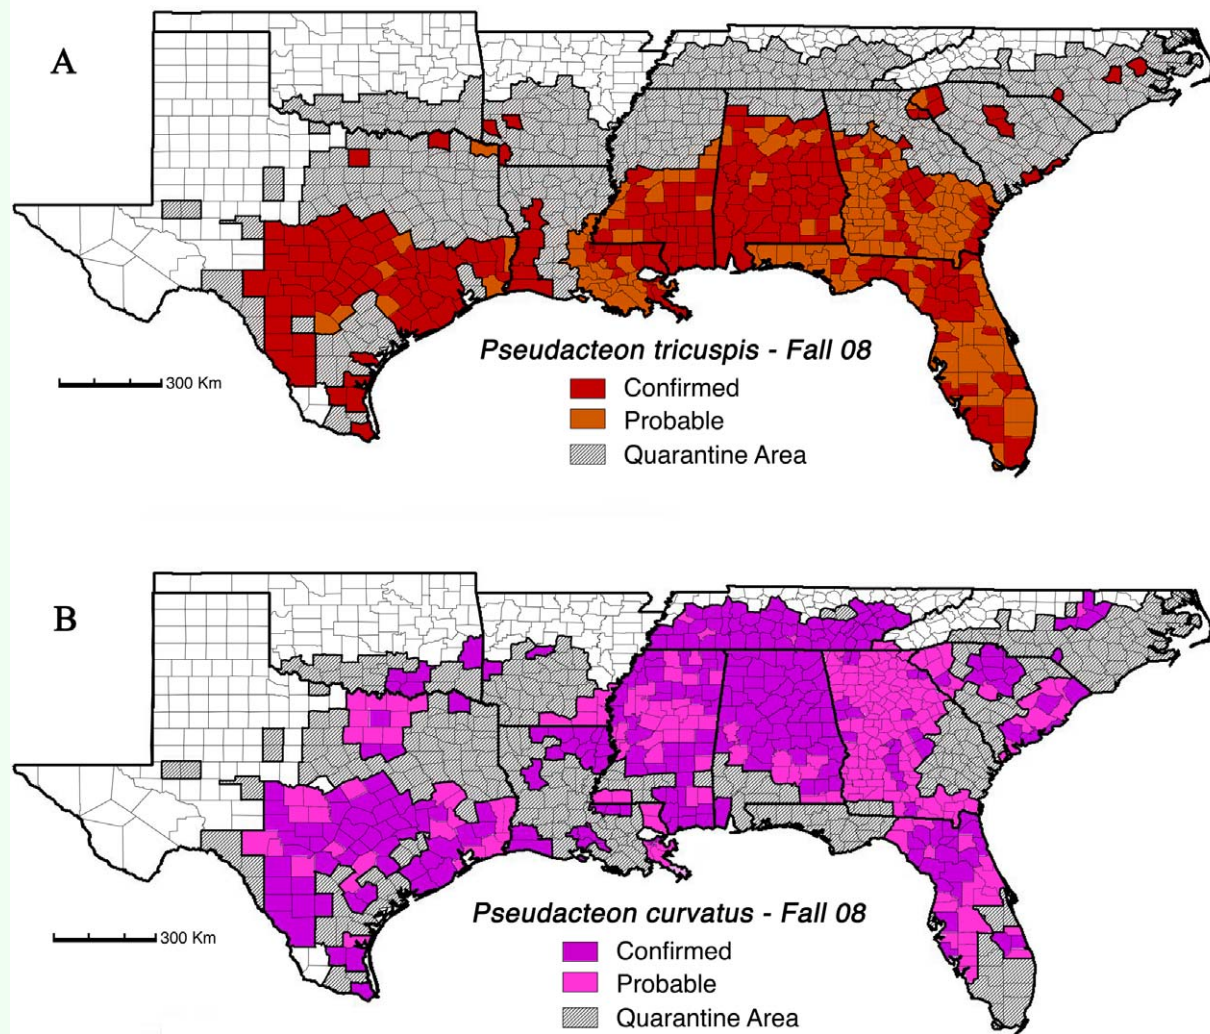 A
Pseudacteon tricuspis - Fall 08
Confirmed
300 Km
Probable
Quarantine Area
B
Pseudacteon curvatus - Fall 08
300 Km
Confirmed
Probable
Quarantine Area